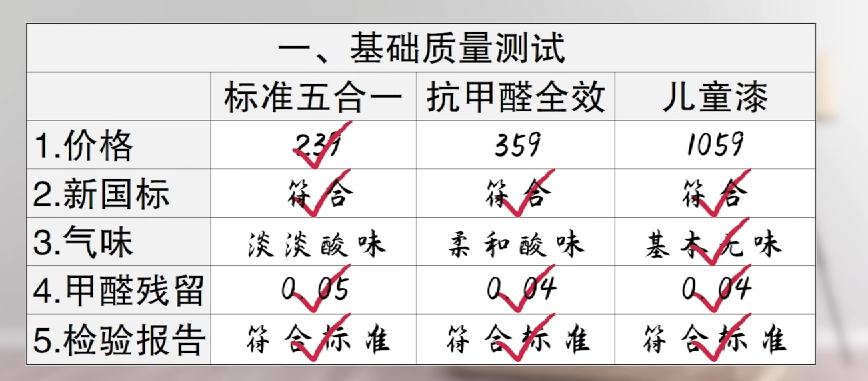 一、基础质量测试
标准五合一 抗甲醛全效 儿童漆
1.价格 239 359 1059
2.新国标 符合 符合 符合
3.气味 淡淡酸味 柔和酸味 基本无味
4.甲醛残留 0.05 0.04 0.04
5.检验报告 符合标准 符合标准 符合标准